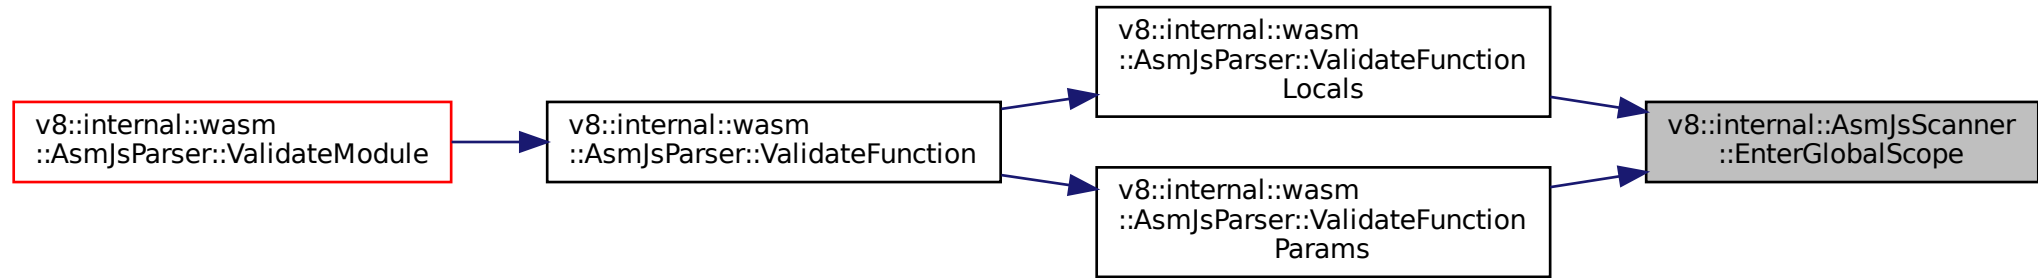 v8::internal::wasm
::AsmJsParser::ValidateModule
v8::internal::wasm
::AsmJsParser::ValidateFunction
v8::internal::wasm
::AsmJsParser::ValidateFunction
Locals
v8::internal::wasm
::AsmJsParser::ValidateFunction
Params
v8::internal::AsmJsScanner
::EnterGlobalScope